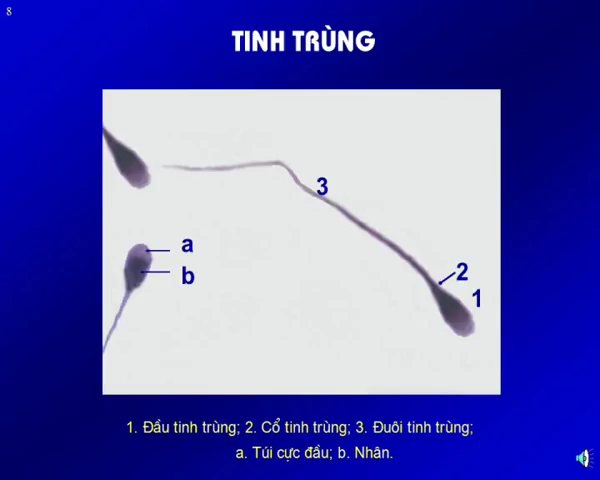 8
TINH TRÙNG
3
a
b
2
1
1. Đầu tinh trùng; 2. Cổ tinh trùng; 3. Đuôi tinh trùng;
a. Túi cực đầu; b. Nhân.